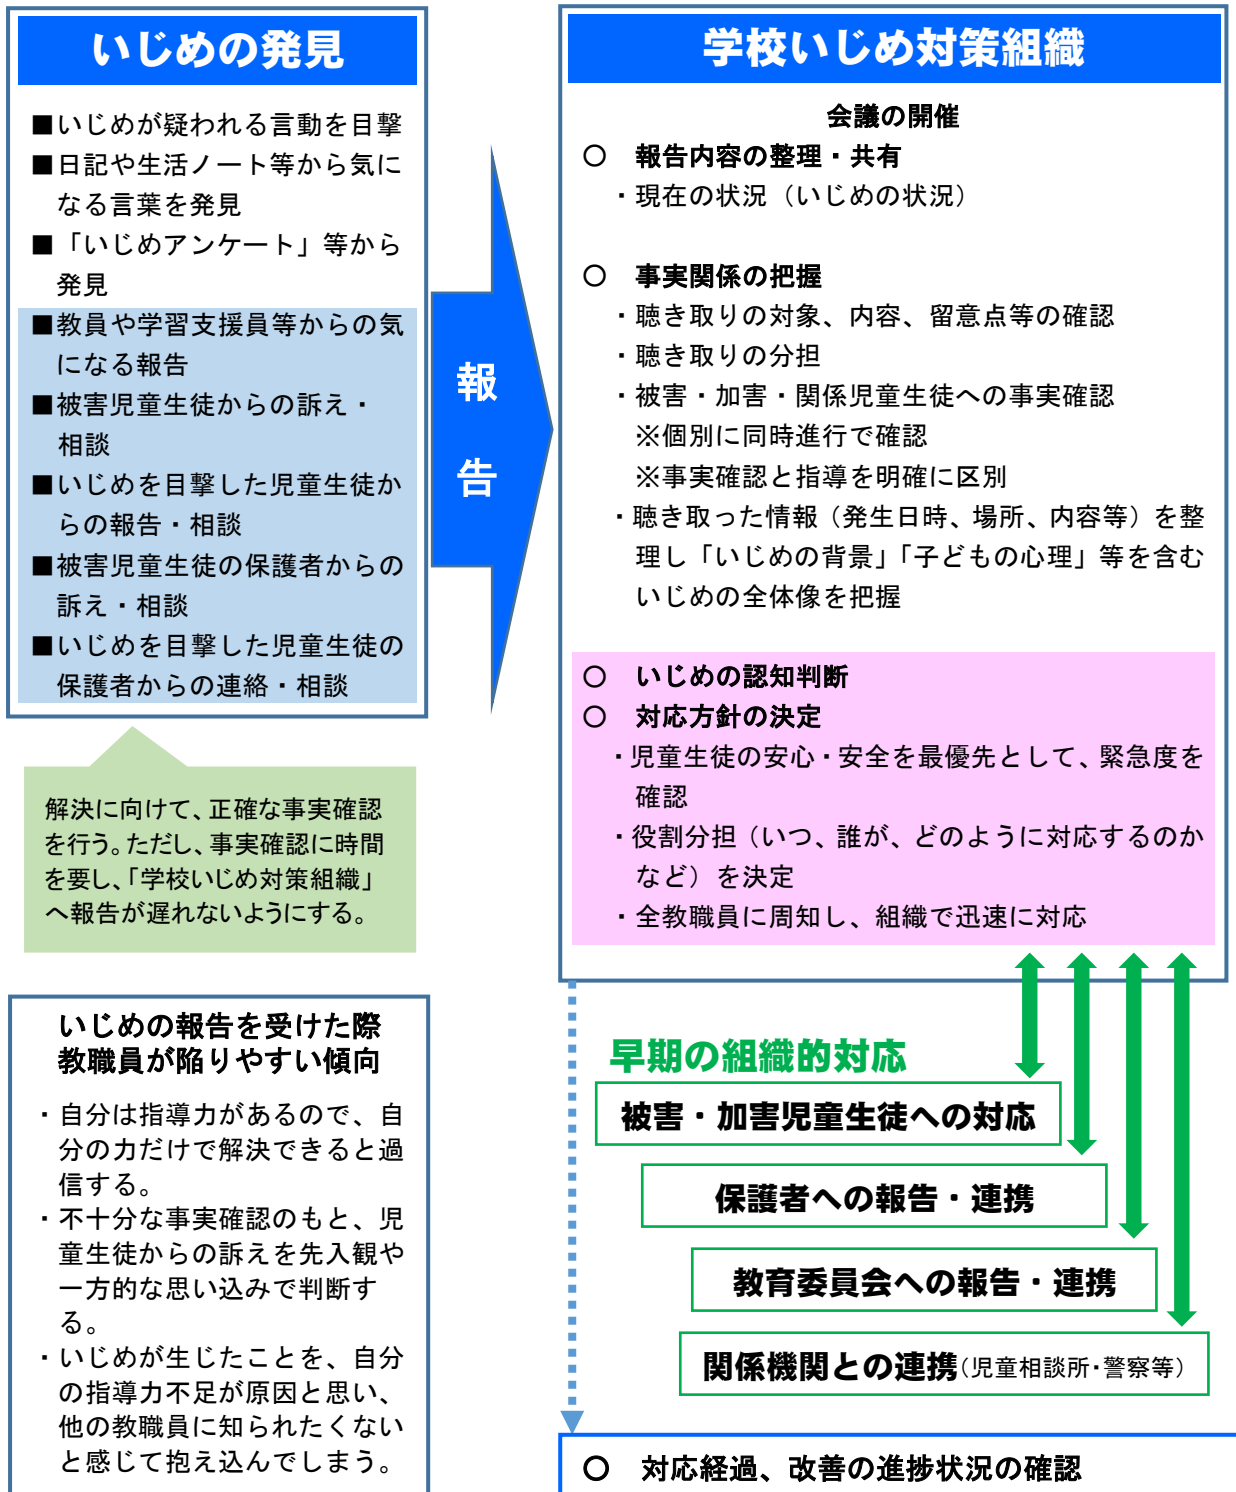 いじめの発見
■いじめが疑われる言動を目撃
■日記や生活ノート等から気に
なる言葉を発見
■「いじめアンケート」等から
発見
■教員や学習支援員等からの気
になる報告
■被害児童生徒からの訴え・
相談
■いじめを目撃した児童生徒か
らの報告・相談
■被害児童生徒の保護者からの
訴え・相談
■いじめを目撃した児童生徒の
保護者からの連絡・相談
解決に向けて、正確な事実確認
を行う。ただし、事実確認に時間
を要し、「学校いじめ対策組織」
へ報告が遅れないようにする。
報
告
学校いじめ対策組織
会議の開催
○ 報告内容の整理・共有
・現在の状況（いじめの状況）
○ 事実関係の把握
・聴き取りの対象、内容、留意点等の確認
・聴き取りの分担
・被害・加害・関係児童生徒への事実確認
※個別に同時進行で確認
※事実確認と指導を明確に区別
・聴き取った情報（発生日時、場所、内容等）を整
理し「いじめの背景」「子どもの心理」等を含む
いじめの全体像を把握
○ いじめの認知判断
○ 対応方針の決定
・児童生徒の安心・安全を最優先として、緊急度を
確認
・役割分担（いつ、誰が、どのように対応するのか
など）を決定
・全教職員に周知し、組織で迅速に対応
いじめの報告を受けた際
教職員が陥りやすい傾向
・自分は指導力があるので、自
分の力だけで解決できると過
信する。
・不十分な事実確認のもと、児
童生徒からの訴えを先入観や
一方的な思い込みで判断す
る。
・いじめが生じたことを、自分
の指導力不足が原因と思い、
他の教職員に知られたくない
と感じて抱え込んでしまう。
早期の組織的対応
被害・加害児童生徒への対応
保護者への報告・連携
教育委員会への報告・連携
関係機関との連携（児童相談所・警察等）
○ 対応経過、改善の進捗状況の確認